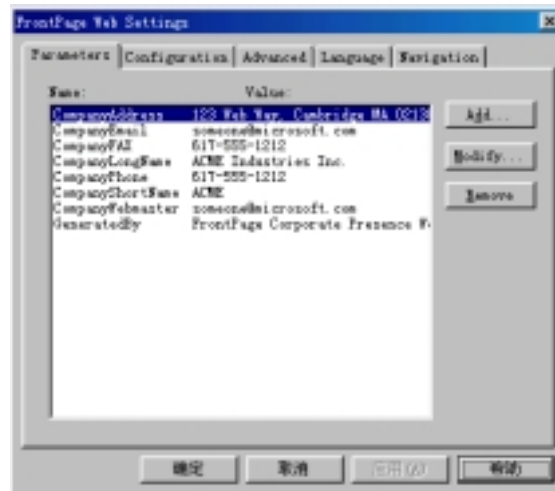 FrontPage Web Settings
Parameters Configuration Advanced Language Navigation
Name: Value:
CompanyAddress 123 Web Way, Cambridge MA 0213
CompanyEmail someone@microsoft.com
CompanyFAX 617-555-1212
CompanyLongName ACME Industries Inc.
CompanyPhone 617-555-1212
CompanyShortName ACME
CompanyWebmaster someone@microsoft.com
GeneratedBy FrontPage Corporate Presence W
Add...
Modify...
Remove
确定 取消 应用(A) 帮助